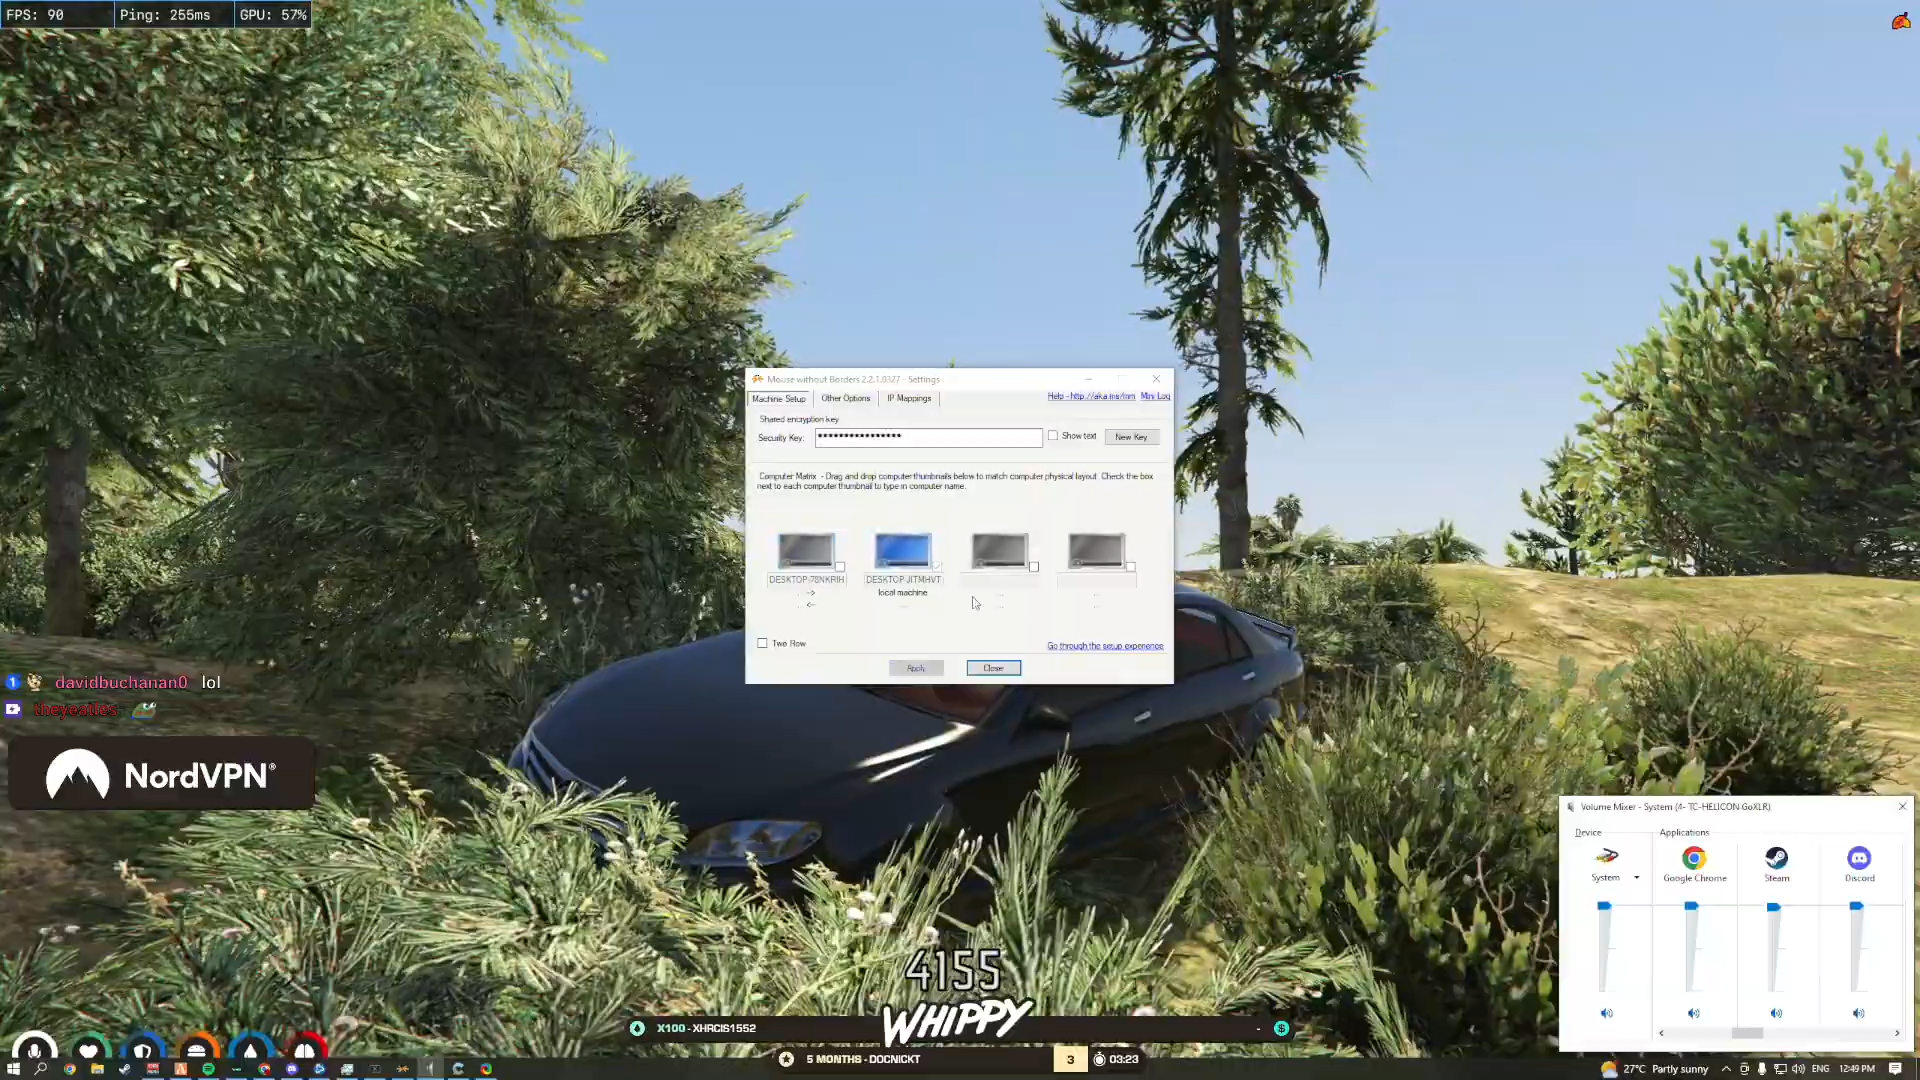 FPS: 90 Ping: 255ms GPU: 57%
Mouse without Borders 2.2.1.0327 - Settings
Machine Setup Other Options IP Mappings Help - http://aka.ms/mm Mini Log
Shared encryption key
Security Key: **************** Show text New Key
Computer Matrix - Drag and drop computer thumbnails below to match computer physical layout. Check the box
next to each computer thumbnail to type in computer name.
DESKTOP-78NKRIH DESKTOP-JITMHVT
-> local machine
<-
Two Row Go through the setup experience
Apply Close
davidbuchanan0 lol
theyeatles
NordVPN®
Volume Mixer - System (4- TC-HELICON GoXLR)
Device Applications
System Google Chrome Steam Discord
4155
WHIPPY
X100 - XHRCIS1552 -
5 MONTHS - DOCNICKT 3 03:23
27°C Partly sunny ENG 12:49 PM